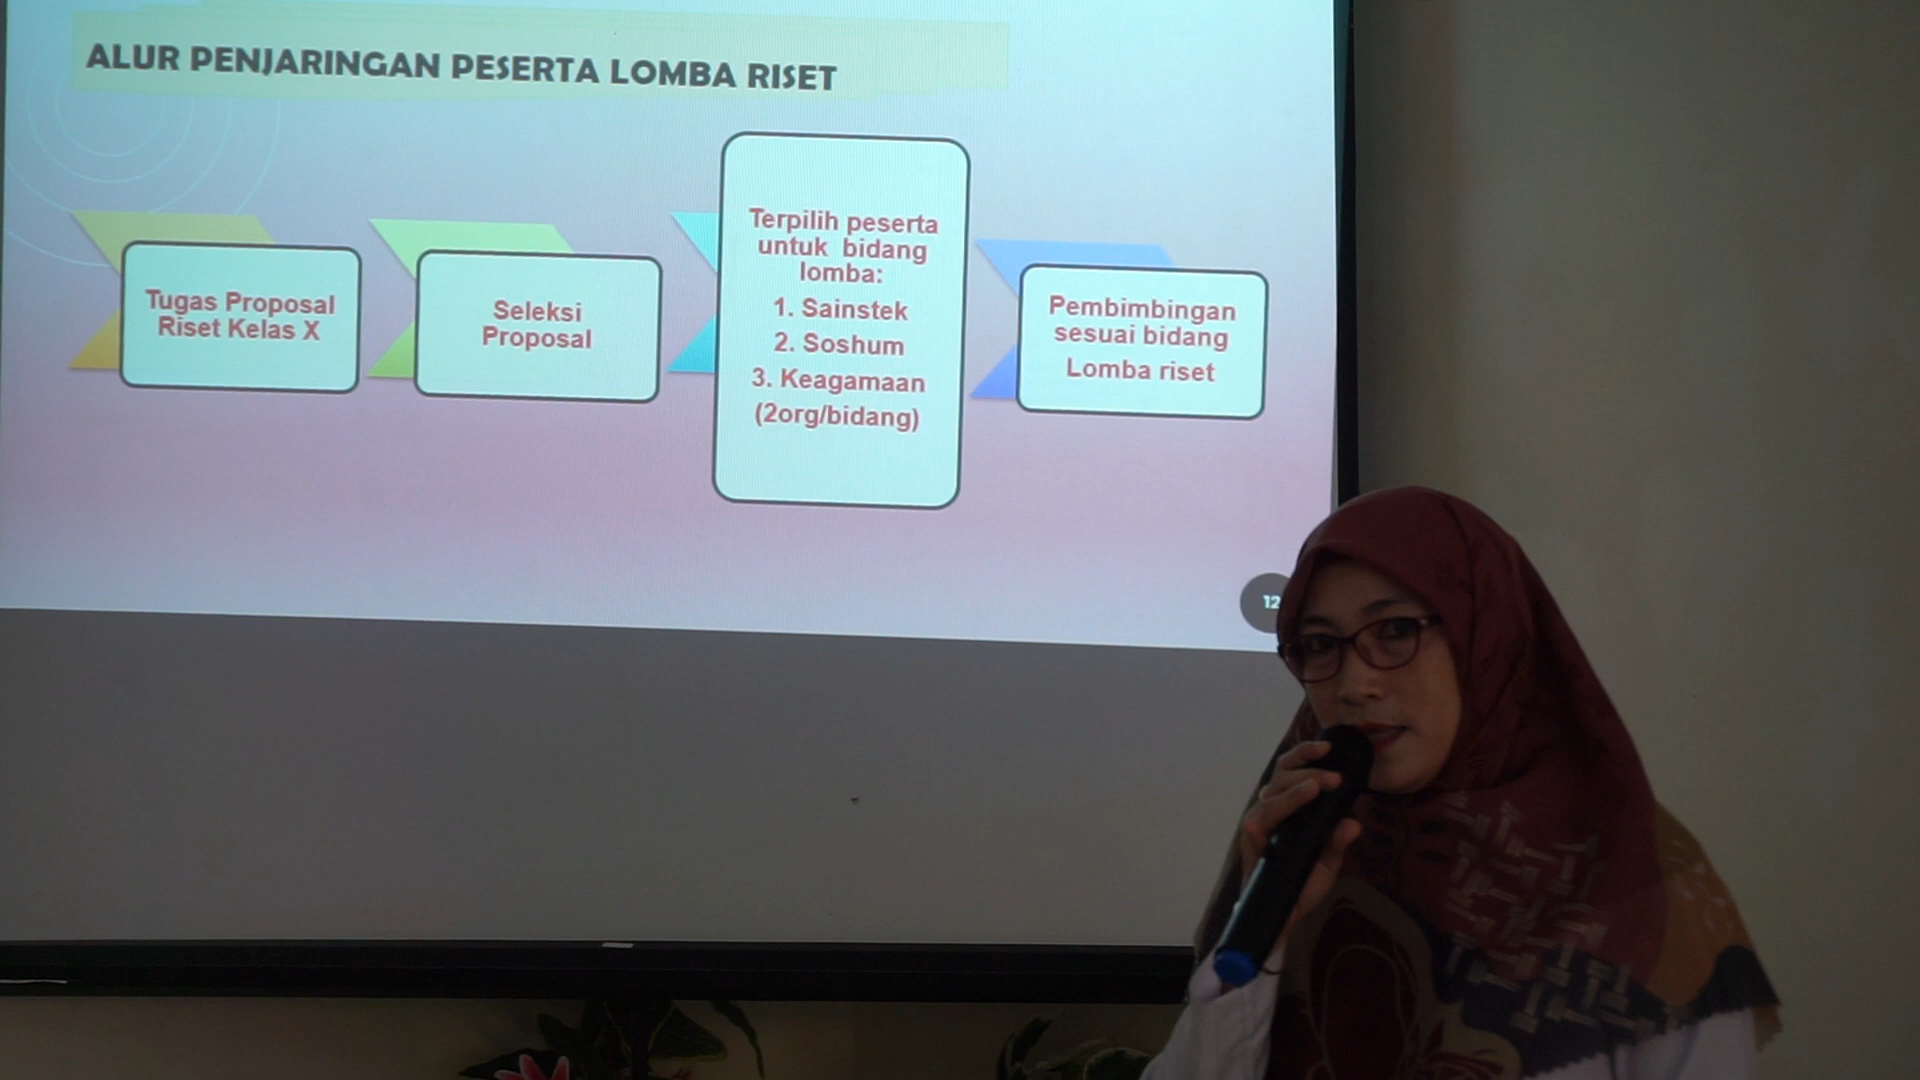 ALUR PENJARINGAN PESERTA LOMBA RISET
Tugas Proposal
Riset Kelas X
Seleksi
Proposal
Terpilih peserta
untuk bidang
lomba:
1. Sainstek
2. Soshum
3. Keagamaan
(2org/bidang)
Pembimbingan
sesuai bidang
Lomba riset
12